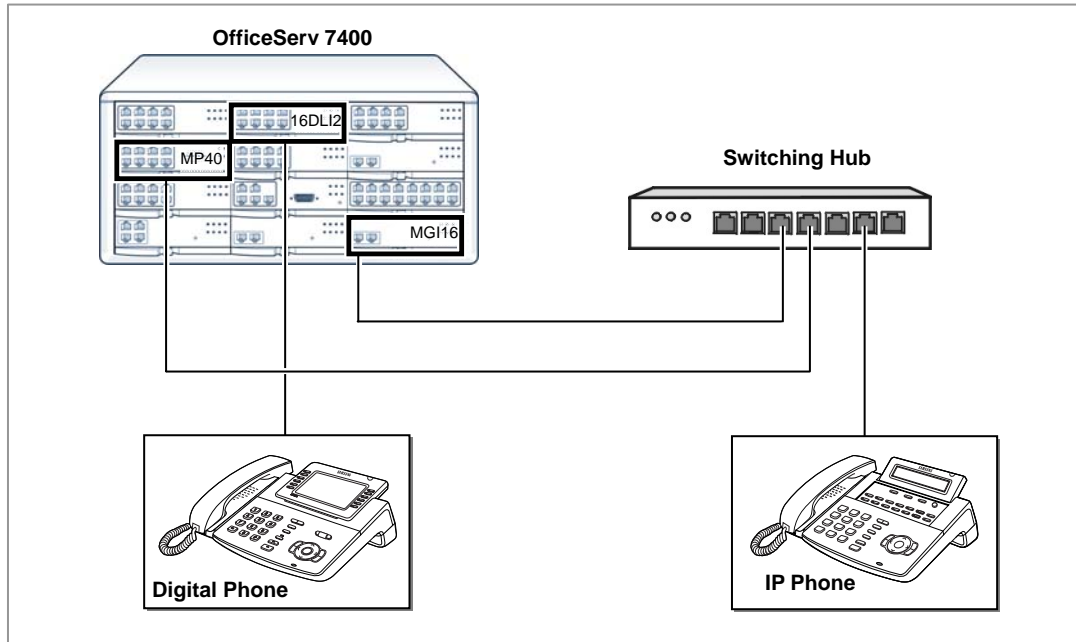 OfficeServ 7400
16DLI2
MP40
MGI16
Switching Hub
Digital Phone
IP Phone